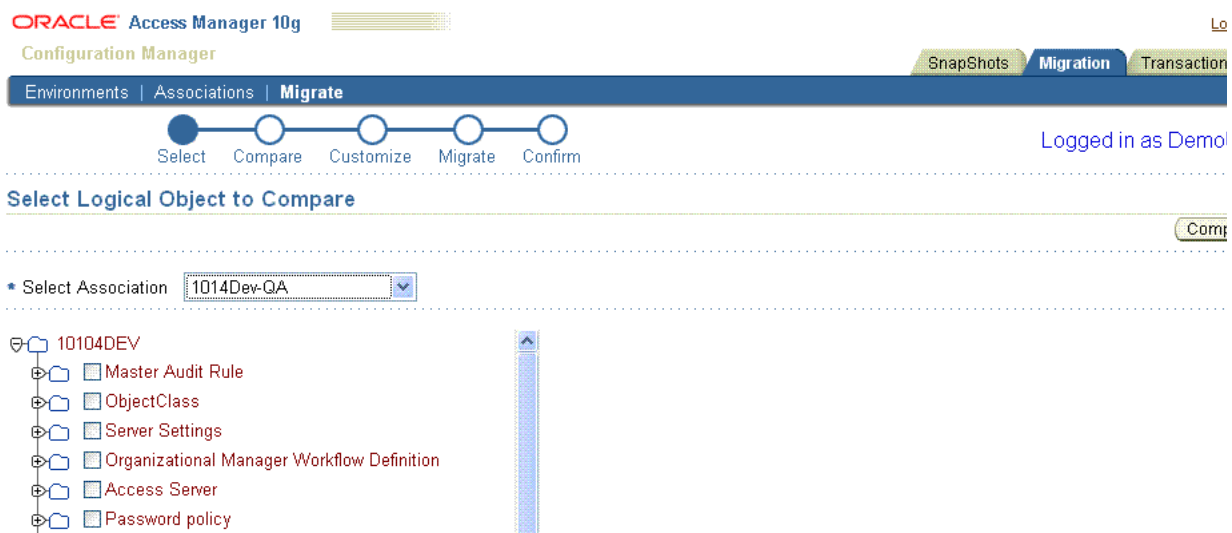 ORACLE Access Manager 10g
Configuration Manager
SnapShots Migration Transaction
Environments | Associations | Migrate
Select Compare Customize Migrate Confirm
Logged in as
Select Logical Object to Compare
* Select Association 1014Dev-QA
10104DEV
Master Audit Rule
ObjectClass
Server Settings
Organizational Manager Workflow Definition
Access Server
Password policy